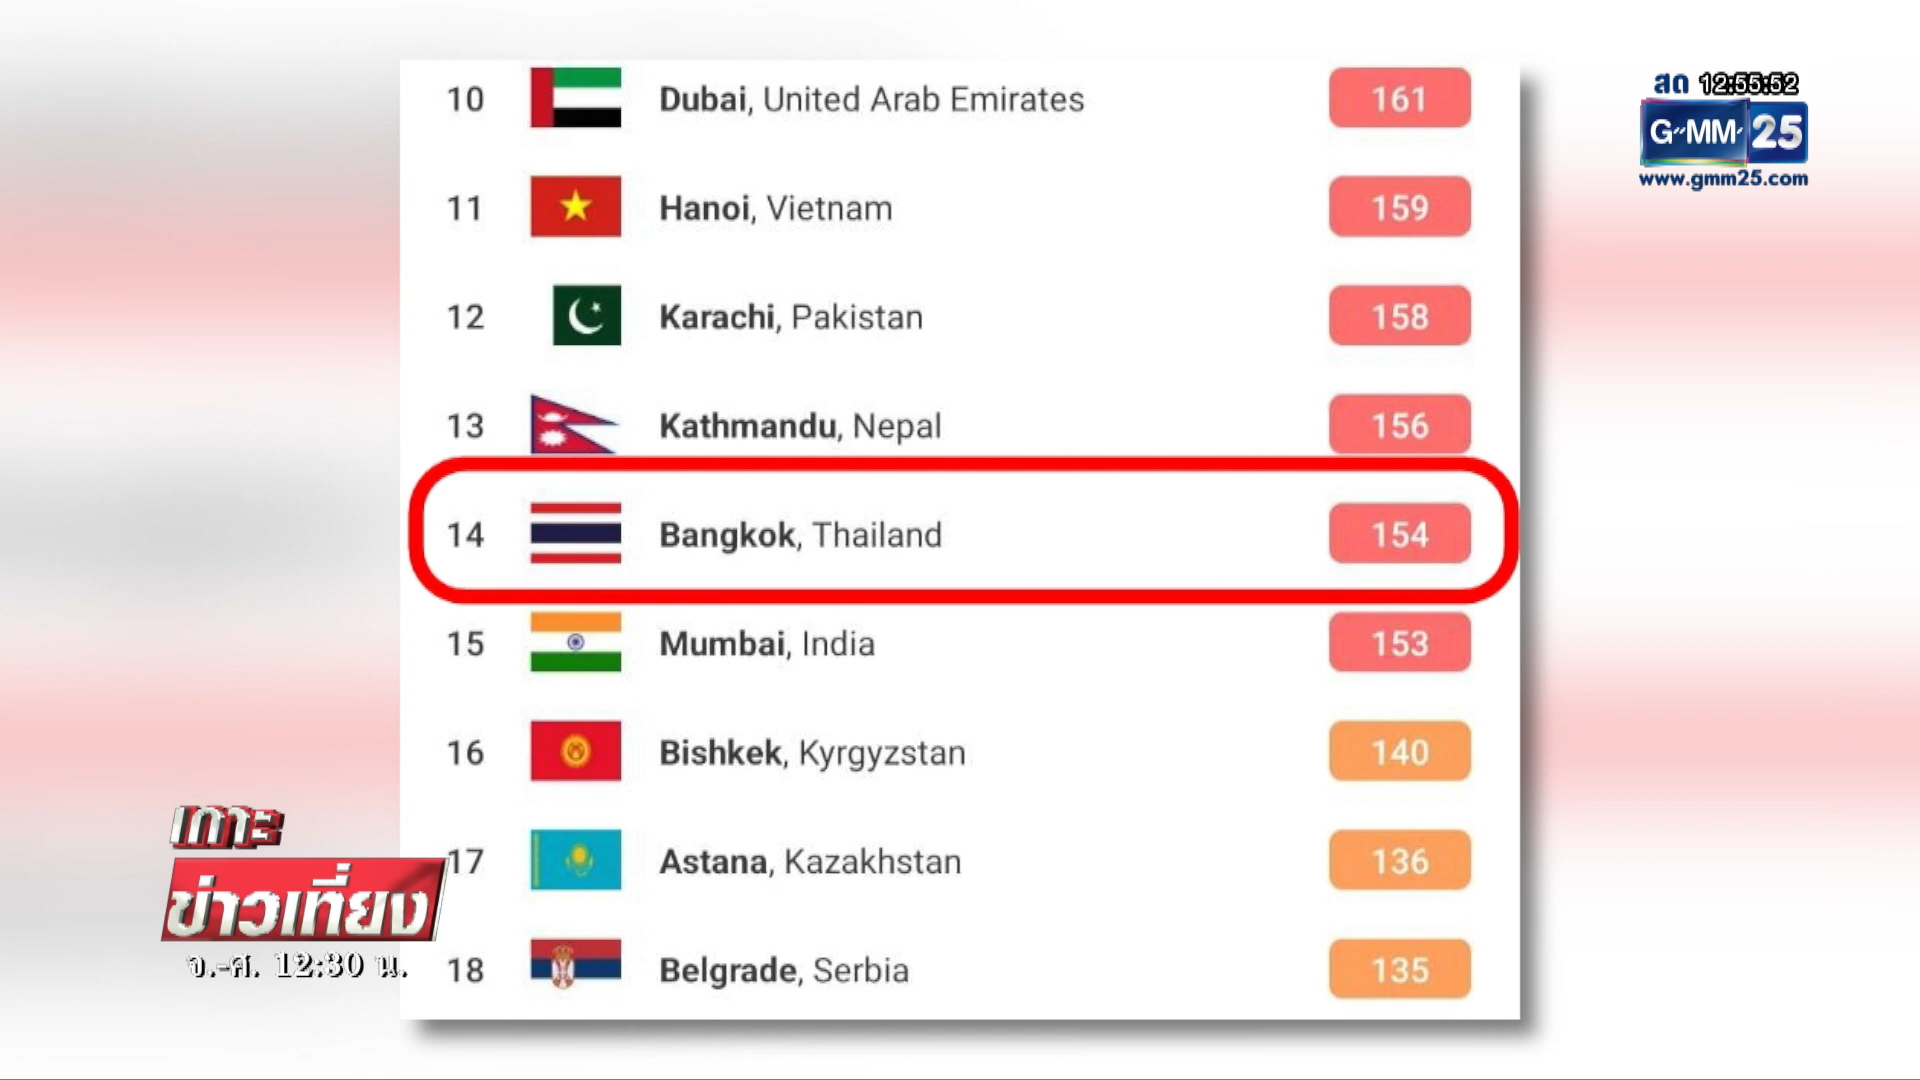 สด 12:55:52
G"MM' 25
www.gmm25.com
10 Dubai, United Arab Emirates 161
11 Hanoi, Vietnam 159
12 Karachi, Pakistan 158
13 Kathmandu, Nepal 156
14 Bangkok, Thailand 154
15 Mumbai, India 153
16 Bishkek, Kyrgyzstan 140
17 Astana, Kazakhstan 136
18 Belgrade, Serbia 135
เกาะ
ข่าวเที่ยง
จ.-ศ. 12:30 น.